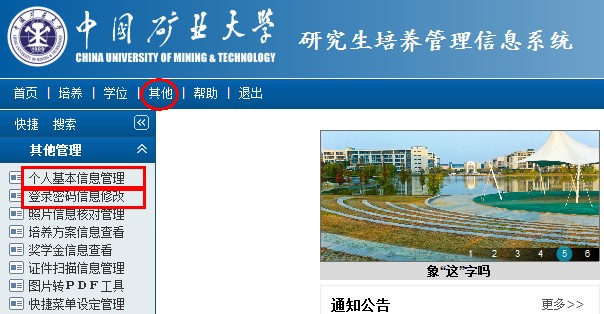 中国矿业大学
CHINA UNIVERSITY OF MINING & TECHNOLOGY
研究生培养管理信息系统
1909
首页 | 培养 | 学位 | 其他 | 帮助 | 退出
快捷 搜索
其他管理
个人基本信息管理
登录密码信息修改
照片信息核对管理
培养方案信息查看
奖学金信息查看
证件扫描信息管理
图片转PDF工具
快捷菜单设定管理
1 2 3 4 5 6
象“这”字吗
通知公告 更多>>